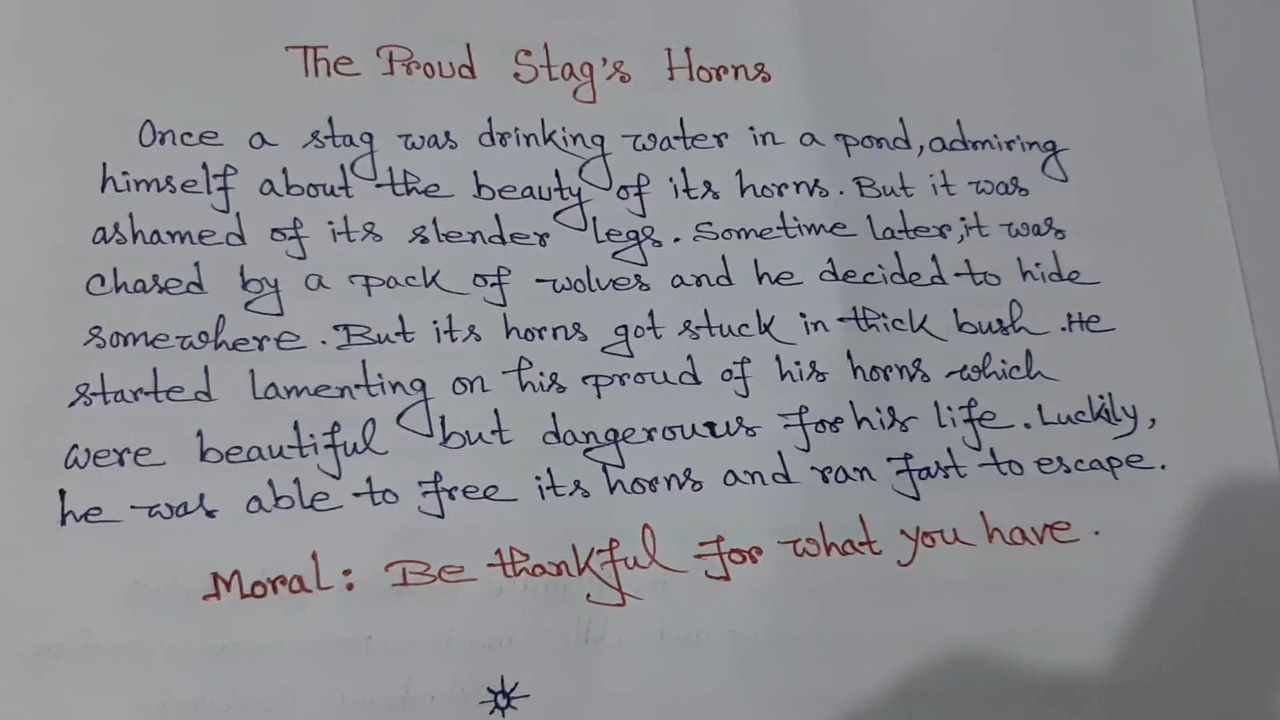 The Proud Stag's Horns
Once a stag was drinking water in a pond, admiring
himself about the beauty of its horns. But it was
ashamed of its slender legs. Sometime later, it was
chased by a pack of wolves and he decided to hide
somewhere. But its horns got stuck in thick bush. He
started lamenting on his proud of his horns which
were beautiful but dangerouus for his life. Luckily,
he was able to free its horns and ran fast to escape.
Moral: Be thankful for what you have.